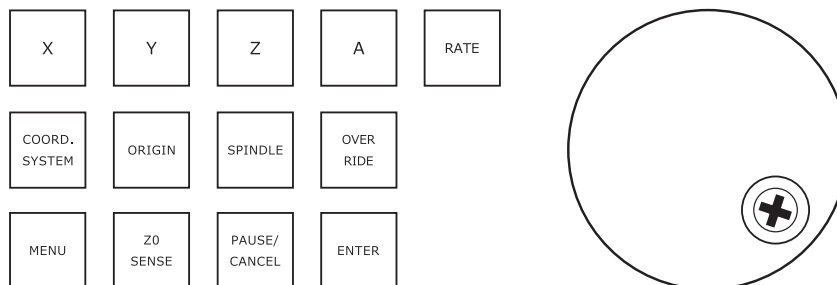 X Y Z A RATE
COORD.
SYSTEM
ORIGIN
SPINDLE
OVER
RIDE
MENU
Z0
SENSE
PAUSE/
CANCEL
ENTER